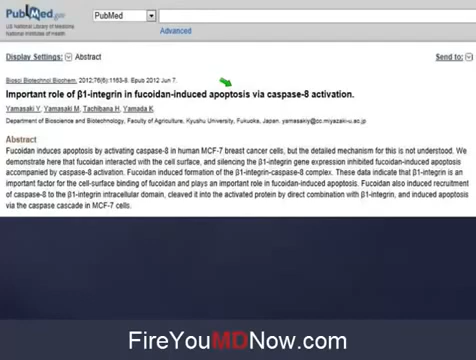 PubMed.gov
US National Library of Medicine
National Institutes of Health
PubMed
Advanced
Display Settings: Abstract
Send to:
Biosci Biotechnol Biochem. 2012;76(6):1163-8. Epub 2012 Jun 7.
Important role of β1-integrin in fucoidan-induced apoptosis via caspase-8 activation.
Yamasaki Y, Yamasaki M, Tachibana H, Yamada K.
Department of Bioscience and Biotechnology, Faculty of Agriculture, Kyushu University, Fukuoka, Japan. yamasakiy@cc.miyazaki-u.ac.jp
Abstract
Fucoidan induces apoptosis by activating caspase-8 in human MCF-7 breast cancer cells, but the detailed mechanism for this is not understood. We
demonstrate here that fucoidan interacted with the cell surface, and silencing the β1-integrin gene expression inhibited fucoidan-induced apoptosis
accompanied by caspase-8 activation. Fucoidan induced formation of the β1-integrin-caspase-8 complex. These data indicate that β1-integrin is an
important factor for the cell-surface binding of fucoidan and plays an important role in fucoidan-induced apoptosis. Fucoidan also induced recruitment
of caspase-8 to the β1-integrin intracellular domain, cleaved it into the activated protein by direct combination with β1-integrin, and induced apoptosis
via the caspase cascade in MCF-7 cells.
FireYouMDNow.com